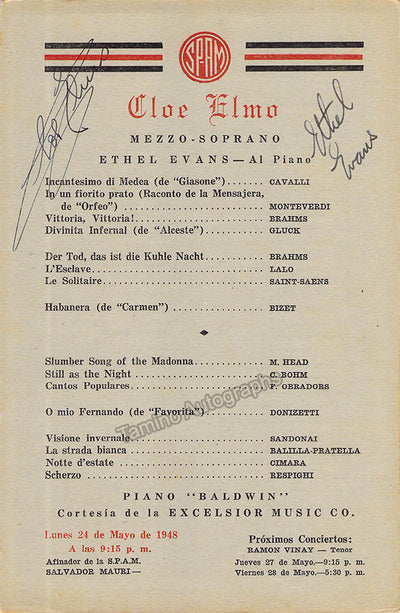 SPAM
Cloe Elmo
Cloe Elmo
Ethel
Evans
MEZZO-SOPRANO
ETHEL EVANS — Al Piano
Incantesimo di Medea (de "Giasone")....... CAVALLI
In un fiorito prato (Raconto de la Mensajera,
de "Orfeo") .................... MONTEVERDI
Vittoria, Vittoria!.................... BRAHMS
Divinita Infernal (de "Alceste").......... GLUCK
Der Tod, das ist die Kuhle Nacht.......... BRAHMS
L'Esclave............................. LALO
Le Solitaire........................... SAINT-SAENS
Habanera (de "Carmen") ................ BIZET
Slumber Song of the Madonna........... M. HEAD
Still as the Night ...................... C. BOHM
Cantos Populares....................... F. OBRADORS
O mio Fernando (de "Favorita")........... DONIZETTI
Visione invernale....................... SANDONAI
La strada bianca ....................... BALILLA-PRATELLA
Notte d'estate ......................... CIMARA
Scherzo .............................. RESPIGHI
Tamino Autographs
PIANO "BALDWIN"
Cortesía de la EXCELSIOR MUSIC CO.
Lunes 24 de Mayo de 1948
A las 9:15 p. m.
Afinador de la S.P.A.M.
SALVADOR MAURI —
Próximos Conciertos:
RAMON VINAY — Tenor
Jueves 27 de Mayo.—9:15 p. m.
Viernes 28 de Mayo.—5:30 p. m.